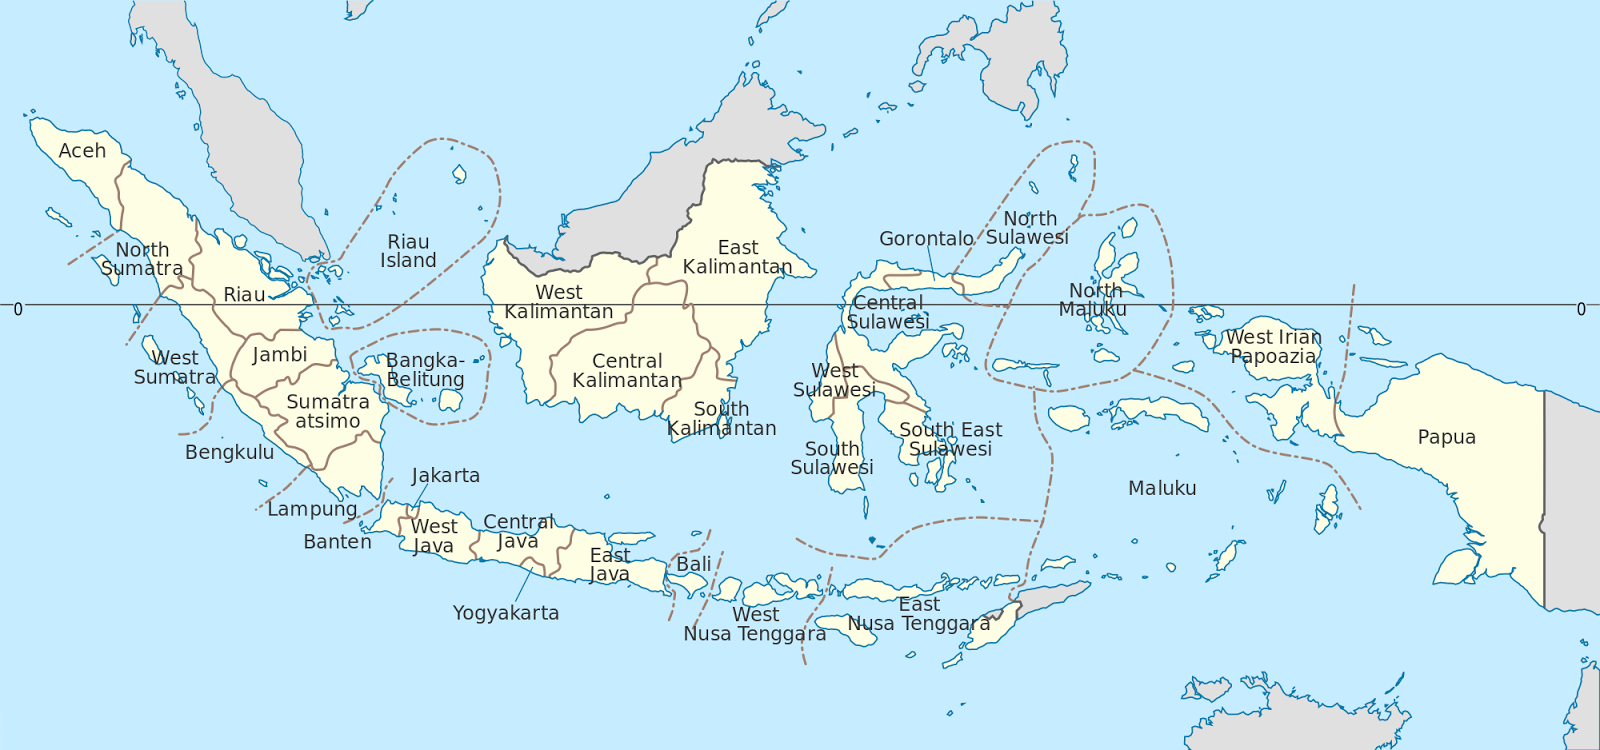 Aceh
North
Sumatra
Riau
Island
Riau
West
Sumatra
Jambi
Bangka-
Belitung
Sumatra
atsimo
Bengkulu
Lampung
Banten
Jakarta
West
Java
Central
Java
Yogyakarta
East
Java
Bali
West
Nusa Tenggara
East
Nusa Tenggara
West
Kalimantan
Central
Kalimantan
East
Kalimantan
South
Kalimantan
Gorontalo
North
Sulawesi
Central
Sulawesi
West
Sulawesi
South
Sulawesi
South East
Sulawesi
North
Maluku
Maluku
West Irian
Papoazia
Papua
0
0